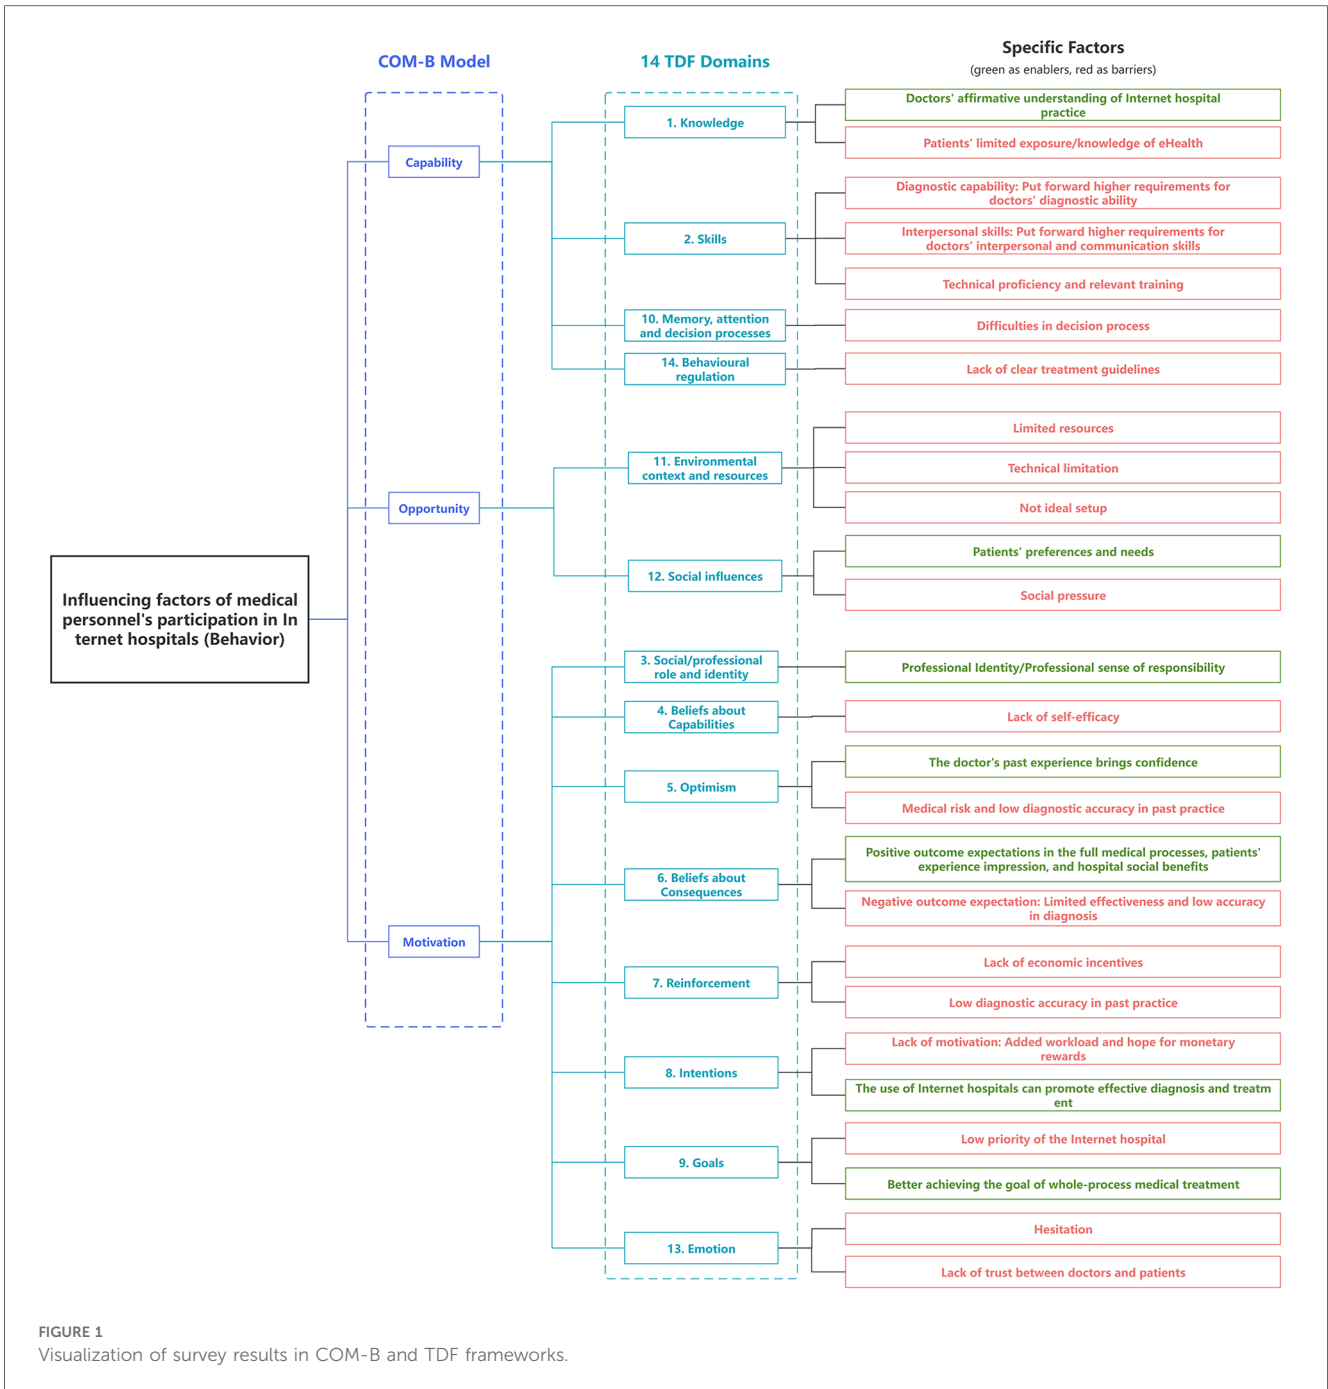 COM-B Model
14 TDF Domains
Specific Factors
(green as enablers, red as barriers)
Influencing factors of medical
personnel's participation in In
ternet hospitals (Behavior)
Capability
1. Knowledge
Doctors' affirmative understanding of Internet hospital
practice
Patients' limited exposure/knowledge of eHealth
2. Skills
Diagnostic capability: Put forward higher requirements for
doctors' diagnostic ability
Interpersonal skills: Put forward higher requirements for
doctors' interpersonal and communication skills
Technical proficiency and relevant training
10. Memory, attention
and decision processes
Difficulties in decision process
14. Behavioural
regulation
Lack of clear treatment guidelines
Opportunity
11. Environmental
context and resources
Limited resources
Technical limitation
Not ideal setup
12. Social influences
Patients' preferences and needs
Social pressure
Motivation
3. Social/professional
role and identity
Professional Identity/Professional sense of responsibility
4. Beliefs about
Capabilities
Lack of self-efficacy
5. Optimism
The doctor's past experience brings confidence
Medical risk and low diagnostic accuracy in past practice
6. Beliefs about
Consequences
Positive outcome expectations in the full medical processes, patients'
experience impression, and hospital social benefits
Negative outcome expectation: Limited effectiveness and low accuracy
in diagnosis
7. Reinforcement
Lack of economic incentives
Low diagnostic accuracy in past practice
8. Intentions
Lack of motivation: Added workload and hope for monetary
rewards
The use of Internet hospitals can promote effective diagnosis and treatm
ent
9. Goals
Low priority of the Internet hospital
Better achieving the goal of whole-process medical treatment
13. Emotion
Hesitation
Lack of trust between doctors and patients
FIGURE 1
Visualization of survey results in COM-B and TDF frameworks.